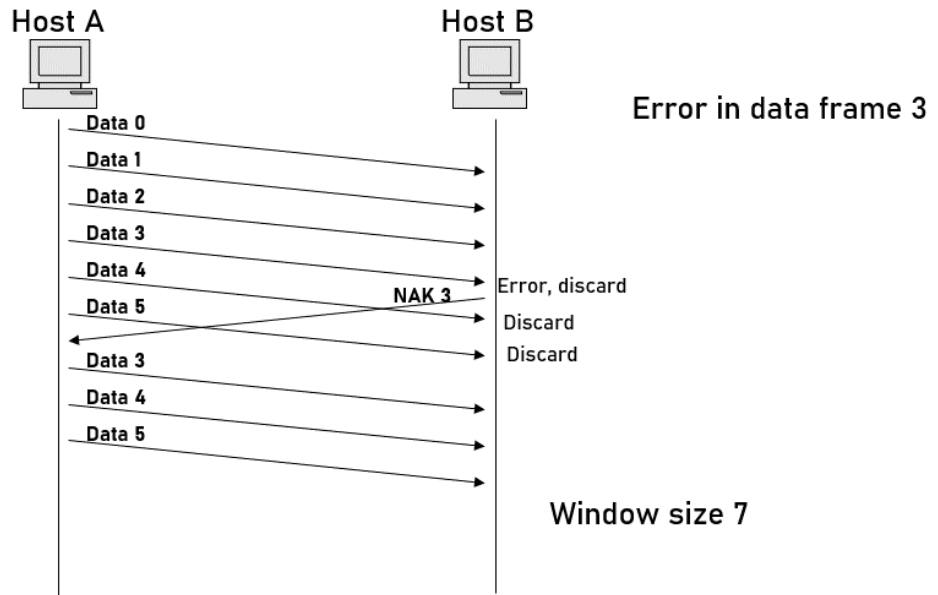 Host A
Host B
Error in data frame 3
Data 0
Data 1
Data 2
Data 3
Data 4
NAK 3
Error, discard
Data 5
Discard
Discard
Data 3
Data 4
Data 5
Window size 7